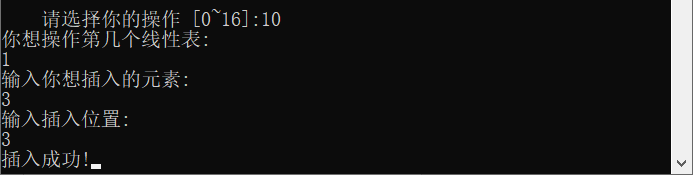 请选择你的操作 [0~16]:10
你想操作第几个线性表:
1
输入你想插入的元素:
3
输入插入位置:
3
插入成功!